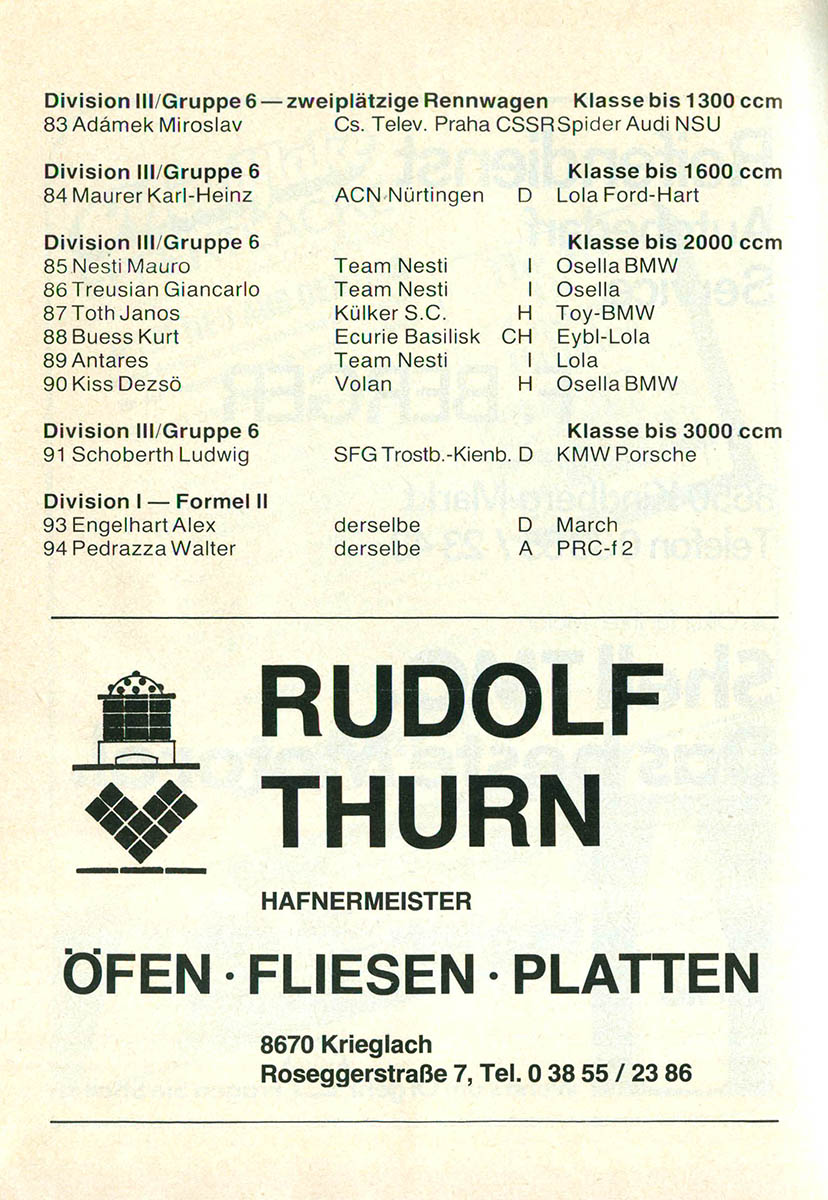 Division III/Gruppe 6 — zweiplätzige Rennwagen Klasse bis 1300 ccm
83 Adámek Miroslav Cs. Telev. Praha CSSR Spider Audi NSU
Division III/Gruppe 6 Klasse bis 1600 ccm
84 Maurer Karl-Heinz ACN Nürtingen D Lola Ford-Hart
Division III/Gruppe 6 Klasse bis 2000 ccm
85 Nesti Mauro Team Nesti I Osella BMW
86 Treusian Giancarlo Team Nesti I Osella
87 Toth Janos Külker S.C. H Toy-BMW
88 Buess Kurt Ecurie Basilisk CH Eybl-Lola
89 Antares Team Nesti I Lola
90 Kiss Dezsö Volan H Osella BMW
Division III/Gruppe 6 Klasse bis 3000 ccm
91 Schoberth Ludwig SFG Trostb.-Kienb. D KMW Porsche
Division I — Formel II
93 Engelhart Alex derselbe D March
94 Pedrazza Walter derselbe A PRC-f 2
RUDOLF
THURN
HAFNERMEISTER
ÖFEN · FLIESEN · PLATTEN
8670 Krieglach
Roseggerstraße 7, Tel. 0 38 55 / 23 86